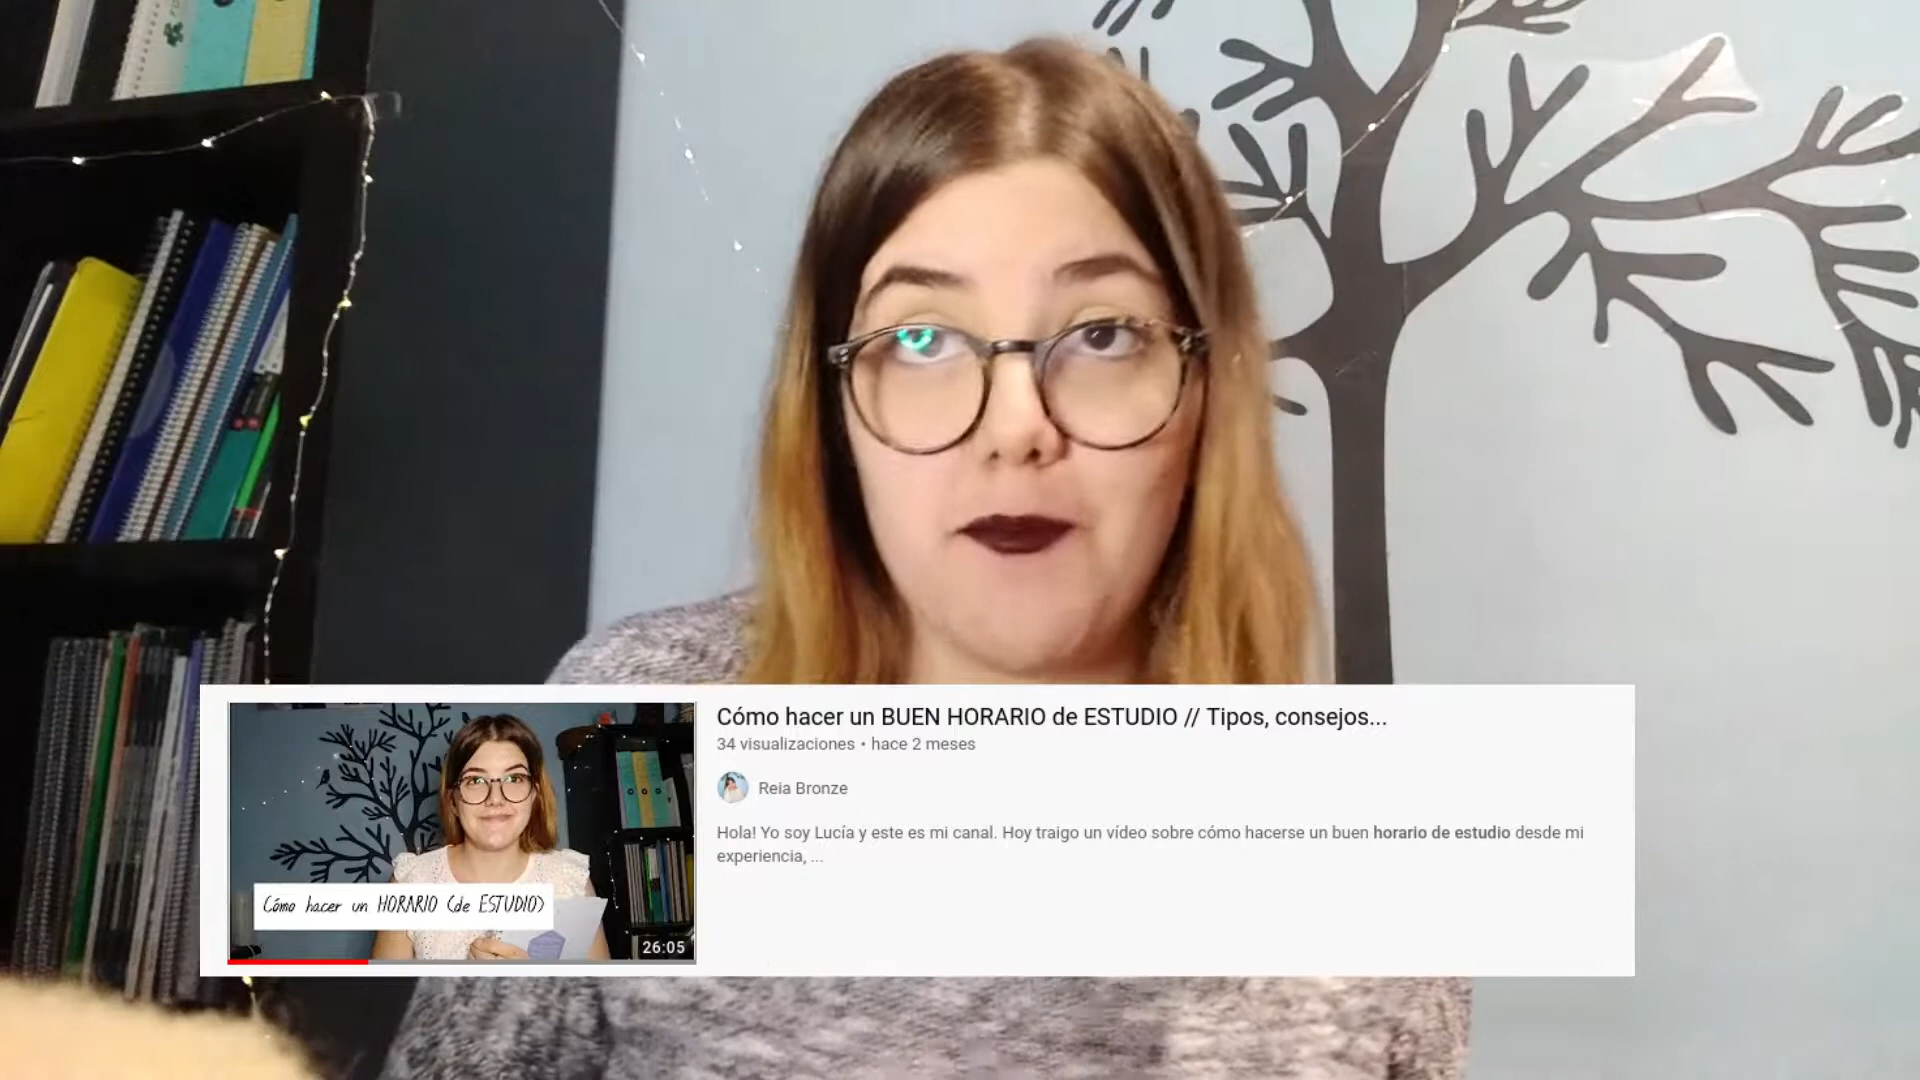 Cómo hacer un BUEN HORARIO de ESTUDIO // Tipos, consejos...
34 visualizaciones • hace 2 meses
Reia Bronze
Hola! Yo soy Lucía y este es mi canal. Hoy traigo un vídeo sobre cómo hacerse un buen horario de estudio desde mi
experiencia, ...
Cómo hacer un HORARIO (de ESTUDIO)
26:05